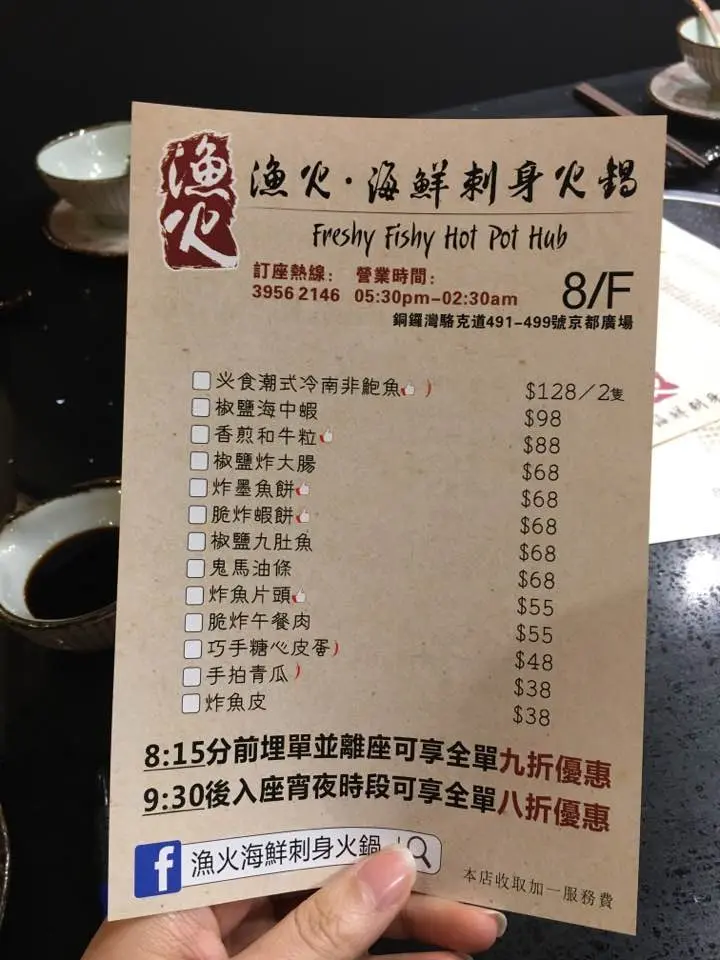 漁火
漁火·海鮮刺身火鍋
Freshy Fishy Hot Pot Hub
訂座熱線： 營業時間：
3956 2146 05:30pm-02:30am
8/F
銅鑼灣駱克道491-499號京都廣場
食潮式冷南非鮑魚 $128/2隻
椒鹽海中蝦 $98
香煎和牛粒 $88
椒鹽炸大腸 $68
炸墨魚餅 $68
脆炸蝦餅 $68
椒鹽九肚魚 $68
鬼馬油條 $68
炸魚片頭 $55
脆炸午餐肉 $55
巧手糖心皮蛋 $48
手拍青瓜 $38
炸魚皮 $38
8:15分前埋單並離座可享全單九折優惠
9:30後入座宵夜時段可享全單八折優惠
f 漁火海鮮刺身火鍋
本店收取加一服務費